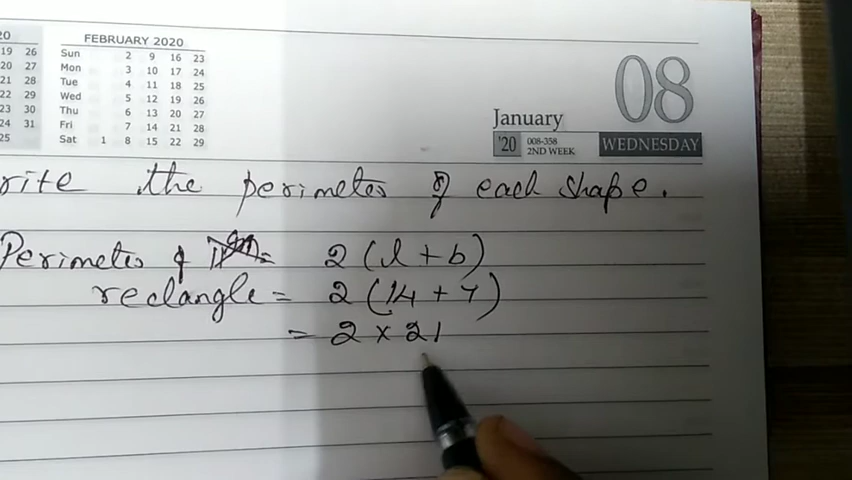 20
19 26
20 27
21 28
22 29
23 30
24 31
25
FEBRUARY 2020
Sun 2 9 16 23
Mon 3 10 17 24
Tue 4 11 18 25
Wed 5 12 19 26
Thu 6 13 20 27
Fri 7 14 21 28
Sat 1 8 15 22 29
08
January
'20 008-358 2ND WEEK WEDNESDAY
rite the perimeter of each shape.
Perimeter of = 2 (l + b)
rectangle = 2 (14 + 7)
= 2 × 21